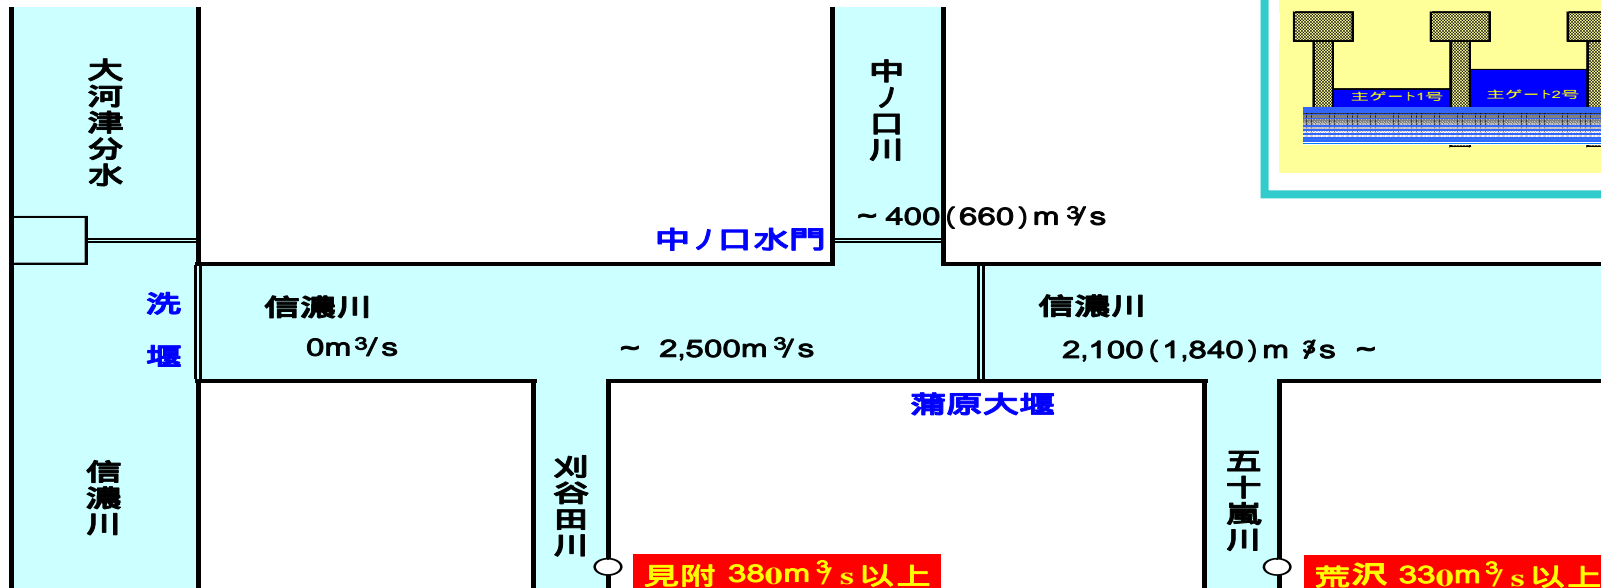 大河津分水
中ノ口川
主ゲート1号
主ゲート2号
~400(660)m³/s
中ノ口水門
洗堰
信濃川
0m³/s
~ 2,500m³/s
信濃川
2,100(1,840)m³/s ~
蒲原大堰
信濃川
刈谷田川
五十嵐川
見附 380m³/s以上
荒沢 330m³/s以上